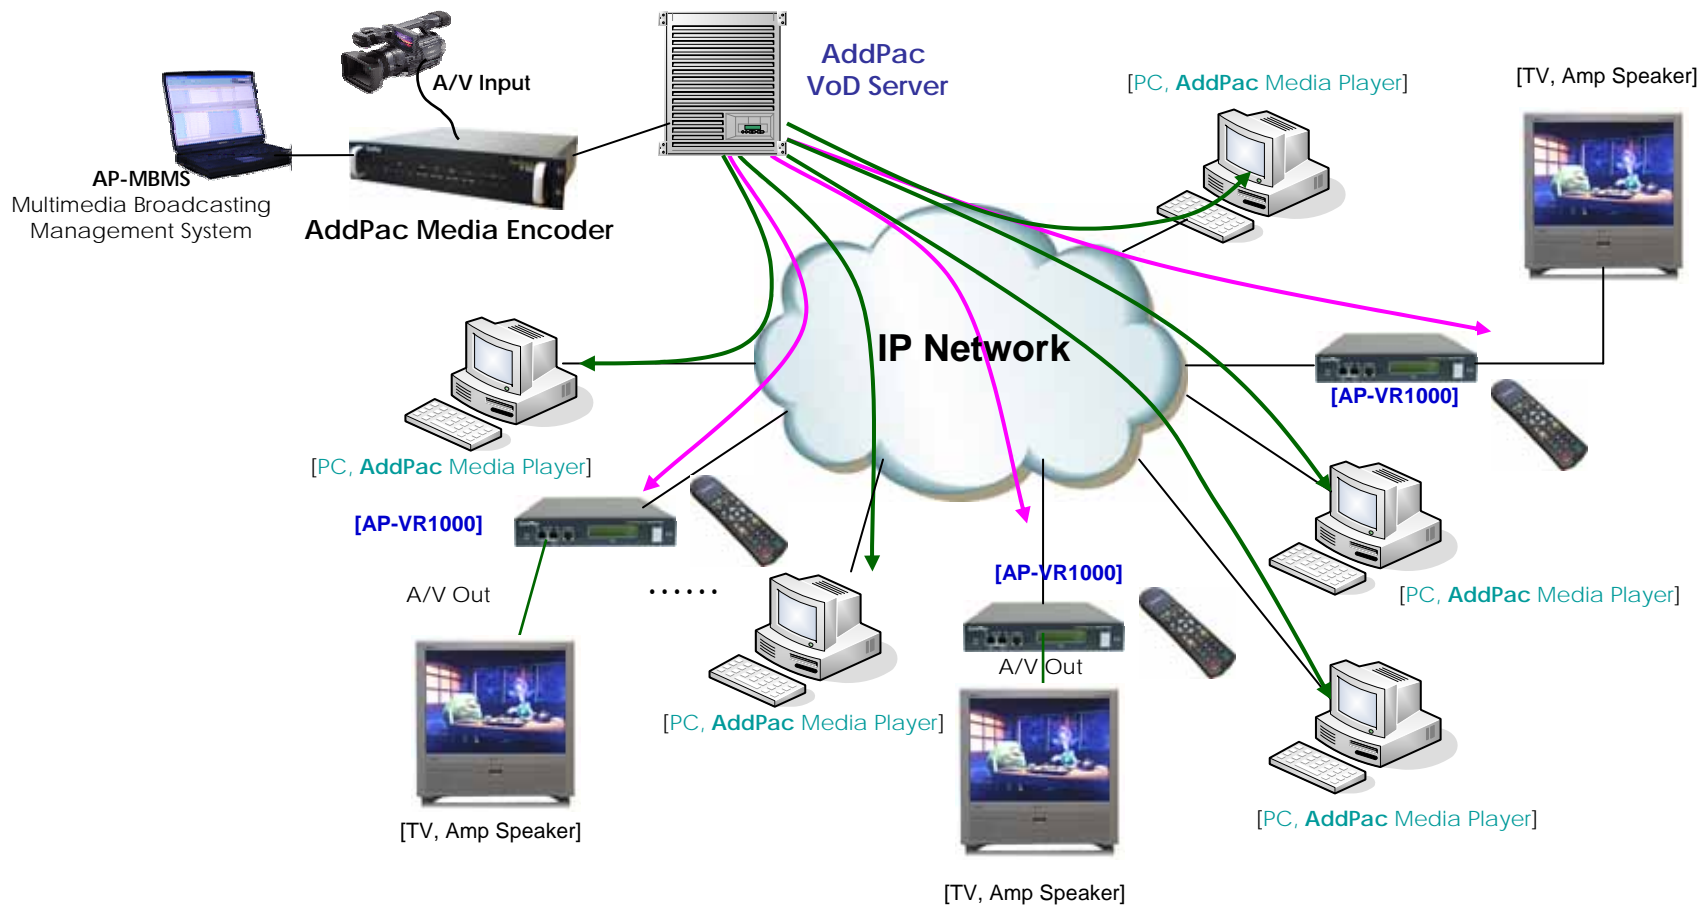 AddPac
VoD Server
A/V Input
[PC, AddPac Media Player]
[TV, Amp Speaker]
AP-MBMS
Multimedia Broadcasting
Management System
AddPac Media Encoder
IP Network
[AP-VR1000]
[PC, AddPac Media Player]
[AP-VR1000]
A/V Out
......
[AP-VR1000]
[PC, AddPac Media Player]
A/V Out
[PC, AddPac Media Player]
[TV, Amp Speaker]
[PC, AddPac Media Player]
[TV, Amp Speaker]